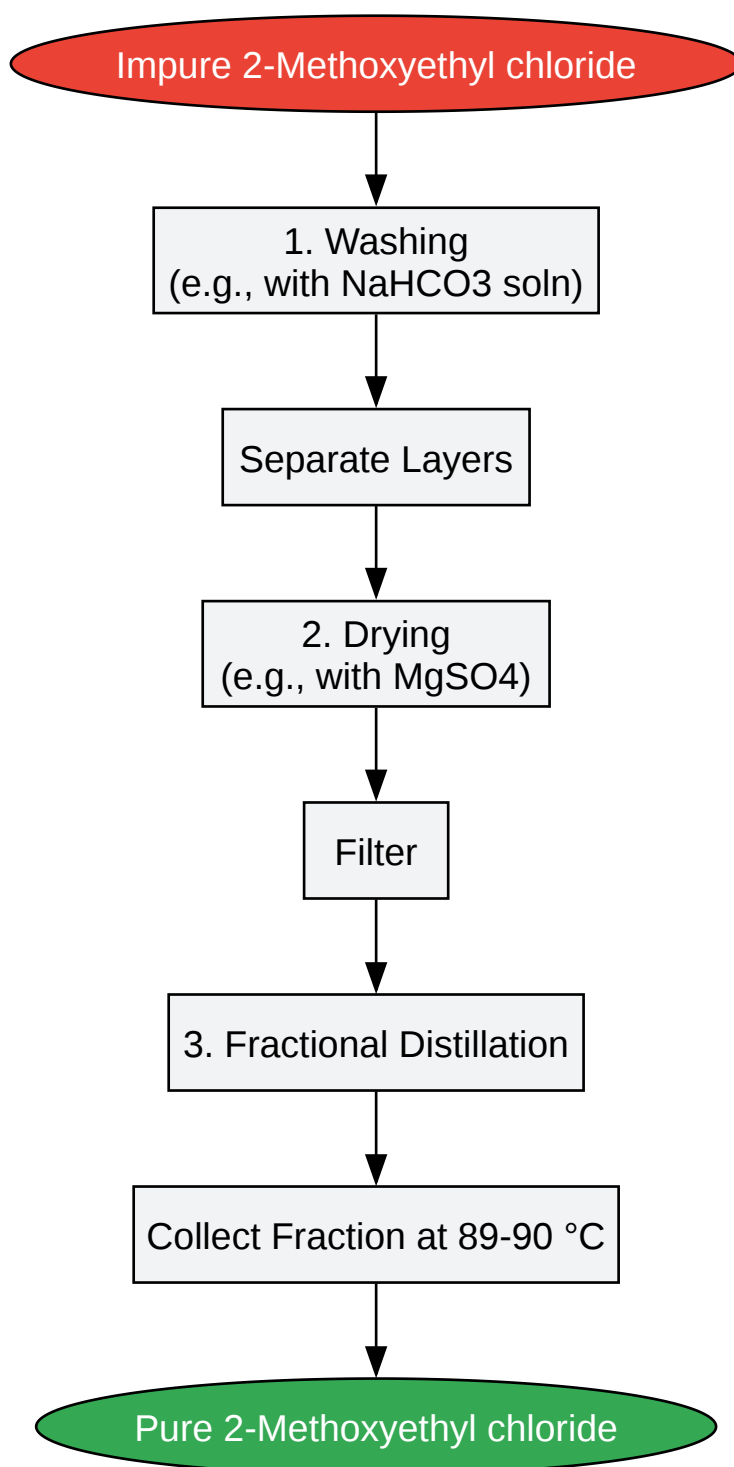 Impure 2-Methoxyethyl chloride
1. Washing
(e.g., with NaHCO3 soln)
Separate Layers
2. Drying
(e.g., with MgSO4)
Filter
3. Fractional Distillation
Collect Fraction at 89-90 °C
Pure 2-Methoxyethyl chloride